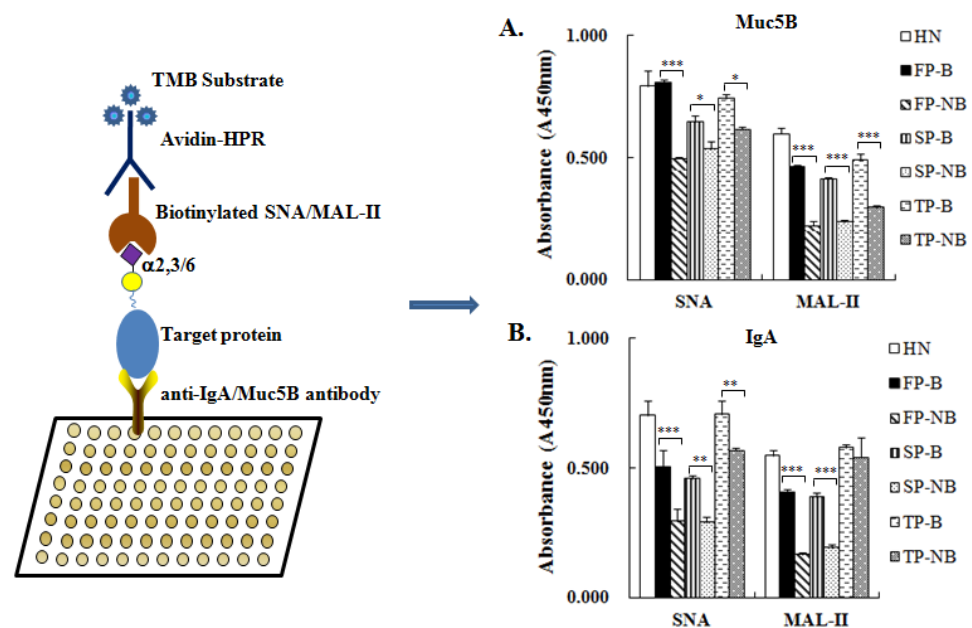 TMB Substrate
Avidin-HPR
Biotinylated SNA/MAL-II
α2,3/6
Target protein
anti-IgA/Muc5B antibody
A.
Muc5B
Absorbance (A450nm)
1.000
0.500
0.000
***
*
*
***
***
***
SNA
MAL-II
HN
FP-B
FP-NB
SP-B
SP-NB
TP-B
TP-NB
B.
IgA
Absorbance (A450nm)
1.000
0.500
0.000
***
**
**
***
***
SNA
MAL-II
HN
FP-B
FP-NB
SP-B
SP-NB
TP-B
TP-NB